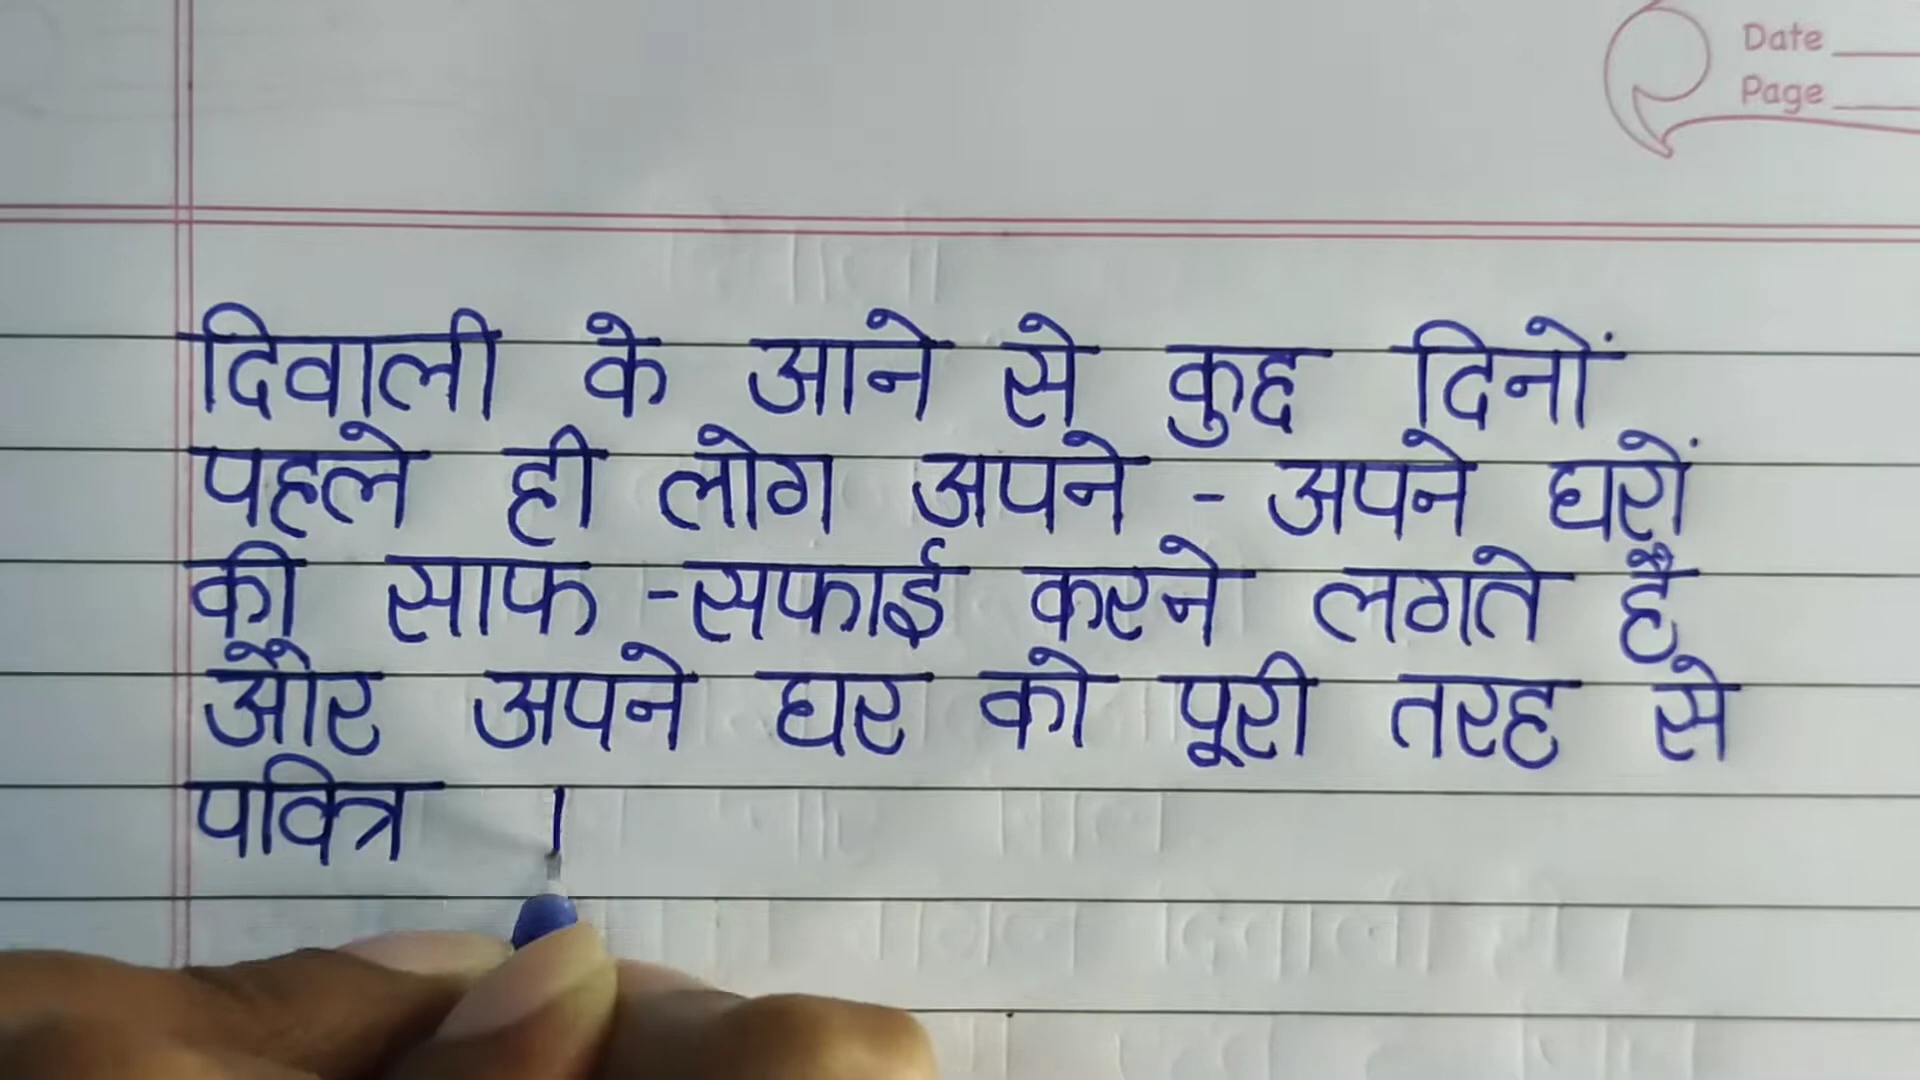 Date
Page
दिवाली के आने से कुछ दिनों
पहले ही लोग अपने - अपने घरों
की साफ -सफाई करने लगते है
और अपने घर को पूरी तरह से
पवित्र